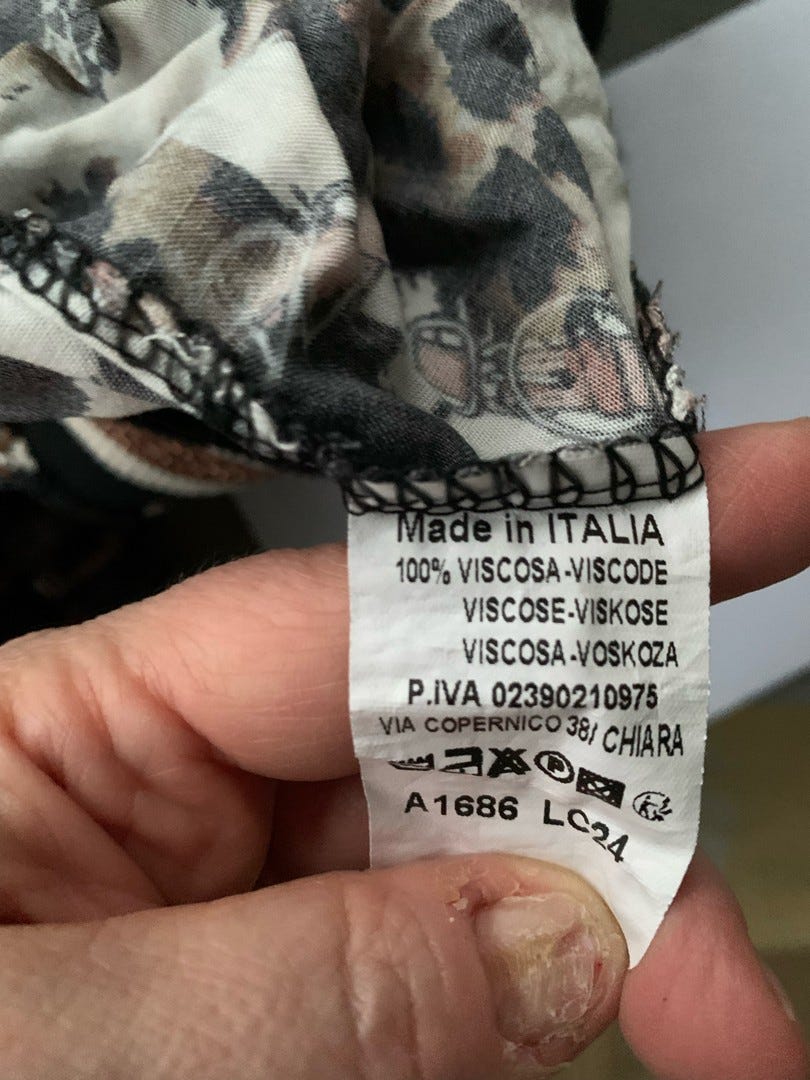 Made in ITALIA
100% VISCOSA-VISCODE
VISCOSE-VISKOSE
VISCOSA-VOSKOZA
P.iVA 02390210975
VIA COPERNICO 38/ CHIARA
P
A1686 LC24